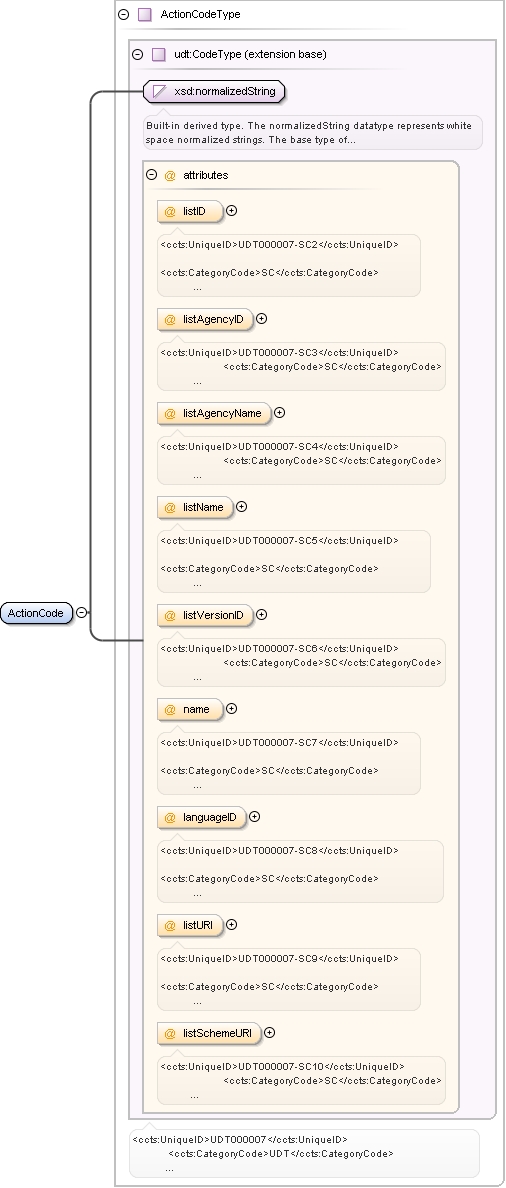 ActionCodeType
udt:CodeType (extension base)
xsd:normalizedString
Built-in derived type. The normalizedString datatype represents white
space normalized strings. The base type of...
@ attributes
@ listID
<ccts:UniqueID>UDT000007-SC2</ccts:UniqueID>
<ccts:CategoryCode>SC</ccts:CategoryCode>
...
@ listAgencyID
<ccts:UniqueID>UDT000007-SC3</ccts:UniqueID>
<ccts:CategoryCode>SC</ccts:CategoryCode>
...
@ listAgencyName
<ccts:UniqueID>UDT000007-SC4</ccts:UniqueID>
<ccts:CategoryCode>SC</ccts:CategoryCode>
...
@ listName
<ccts:UniqueID>UDT000007-SC5</ccts:UniqueID>
<ccts:CategoryCode>SC</ccts:CategoryCode>
...
ActionCode
@ listVersionID
<ccts:UniqueID>UDT000007-SC6</ccts:UniqueID>
<ccts:CategoryCode>SC</ccts:CategoryCode>
...
@ name
<ccts:UniqueID>UDT000007-SC7</ccts:UniqueID>
<ccts:CategoryCode>SC</ccts:CategoryCode>
...
@ languageID
<ccts:UniqueID>UDT000007-SC8</ccts:UniqueID>
<ccts:CategoryCode>SC</ccts:CategoryCode>
...
@ listURI
<ccts:UniqueID>UDT000007-SC9</ccts:UniqueID>
<ccts:CategoryCode>SC</ccts:CategoryCode>
...
@ listSchemeURI
<ccts:UniqueID>UDT000007-SC10</ccts:UniqueID>
<ccts:CategoryCode>SC</ccts:CategoryCode>
...
<ccts:UniqueID>UDT000007</ccts:UniqueID>
<ccts:CategoryCode>UDT</ccts:CategoryCode>
...